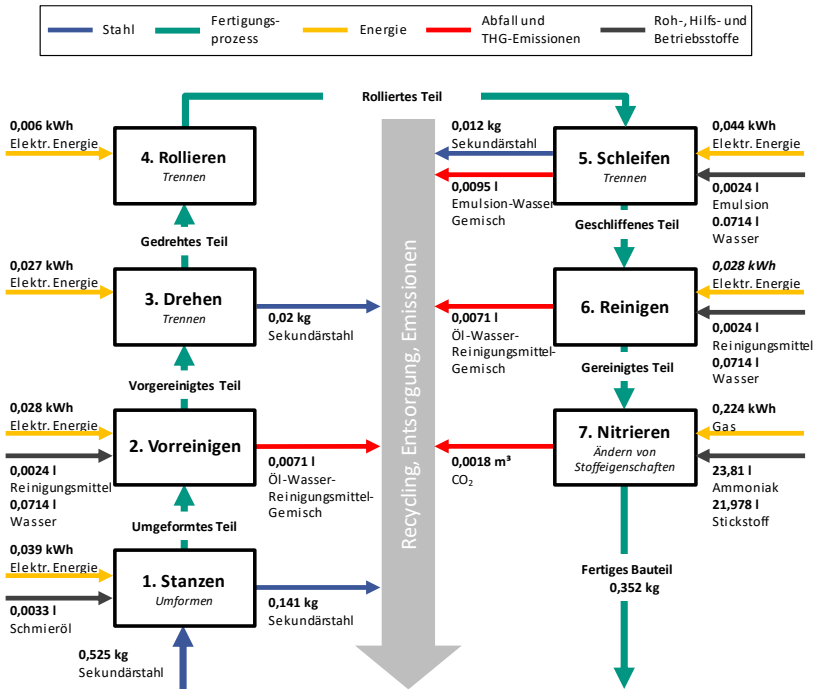 Stahl
Fertigungs-
prozess
Energie
Abfall und
THG-Emissionen
Roh-, Hilfs- und
Betriebsstoffe
Rolliertes Teil
0,006 kWh
Elektr. Energie
4. Rollieren
Trennen
Gedrehtes Teil
0,027 kWh
Elektr. Energie
3. Drehen
Trennen
0,02 kg
Sekundärstahl
Vorgereinigtes Teil
0,028 kWh
Elektr. Energie
2. Vorreinigen
0,0024 l
Reinigungsmittel
0,0714 l
Wasser
0,0071 l
Öl-Wasser-
Reinigungsmittel-
Gemisch
Umgeformtes Teil
0,039 kWh
Elektr. Energie
1. Stanzen
Umformen
0,0033 l
Schmieröl
0,141 kg
Sekundärstahl
0,525 kg
Sekundärstahl
Recycling, Entsorgung, Emissionen
0,012 kg
Sekundärstahl
0,0095 l
Emulsion-Wasser
Gemisch
5. Schleifen
Trennen
0,044 kWh
Elektr. Energie
0,0024 l
Emulsion
0.0714 l
Wasser
Geschliffenes Teil
0,028 kWh
Elektr. Energie
6. Reinigen
0,0071 l
Öl-Wasser-
Reinigungsmittel-
Gemisch
0,0024 l
Reinigungsmittel
0,0714 l
Wasser
Gereinigtes Teil
0,224 kWh
Gas
7. Nitrieren
Ändern von
Stoffeigenschaften
0,0018 m³
CO₂
23,81 l
Ammoniak
21,978 l
Stickstoff
Fertiges Bauteil
0,352 kg